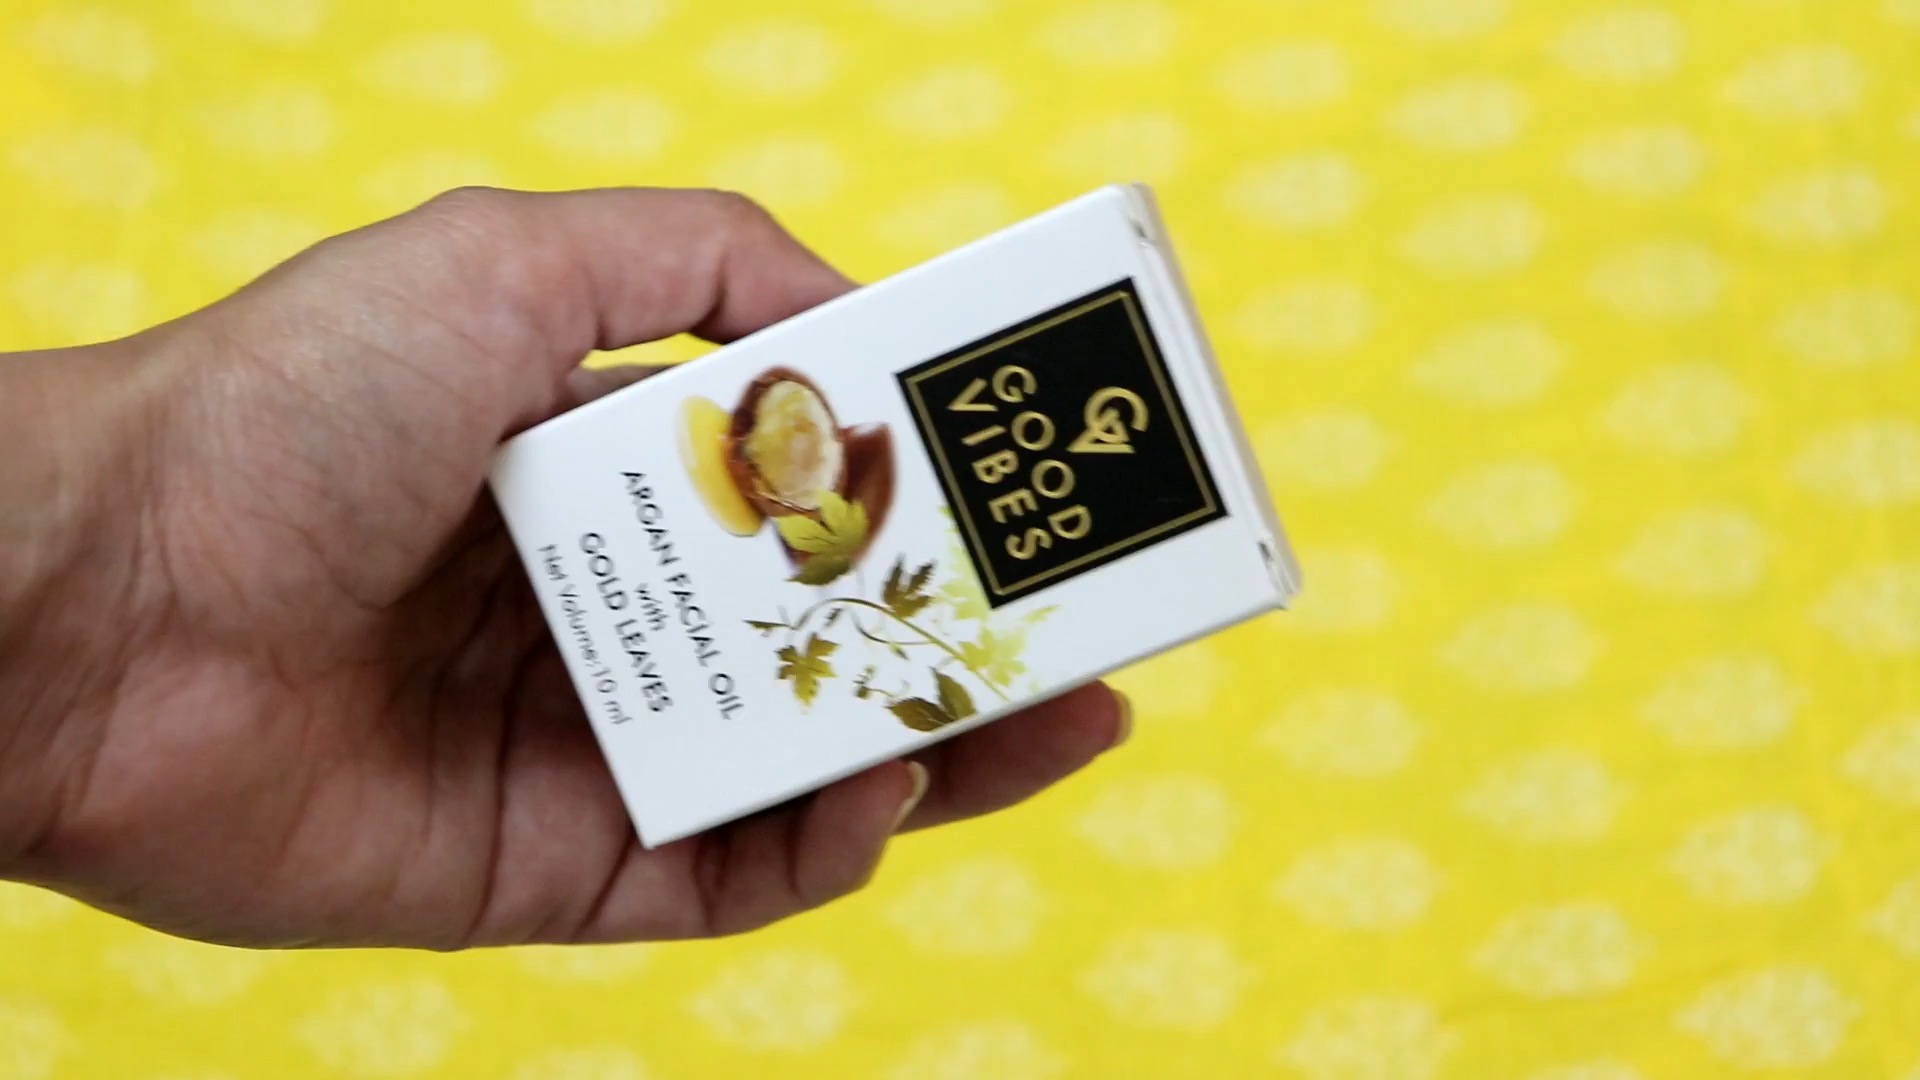 GV
GOOD
VIBES
ARGAN FACIAL OIL
with
GOLD LEAVES
Net Volume:10 ml